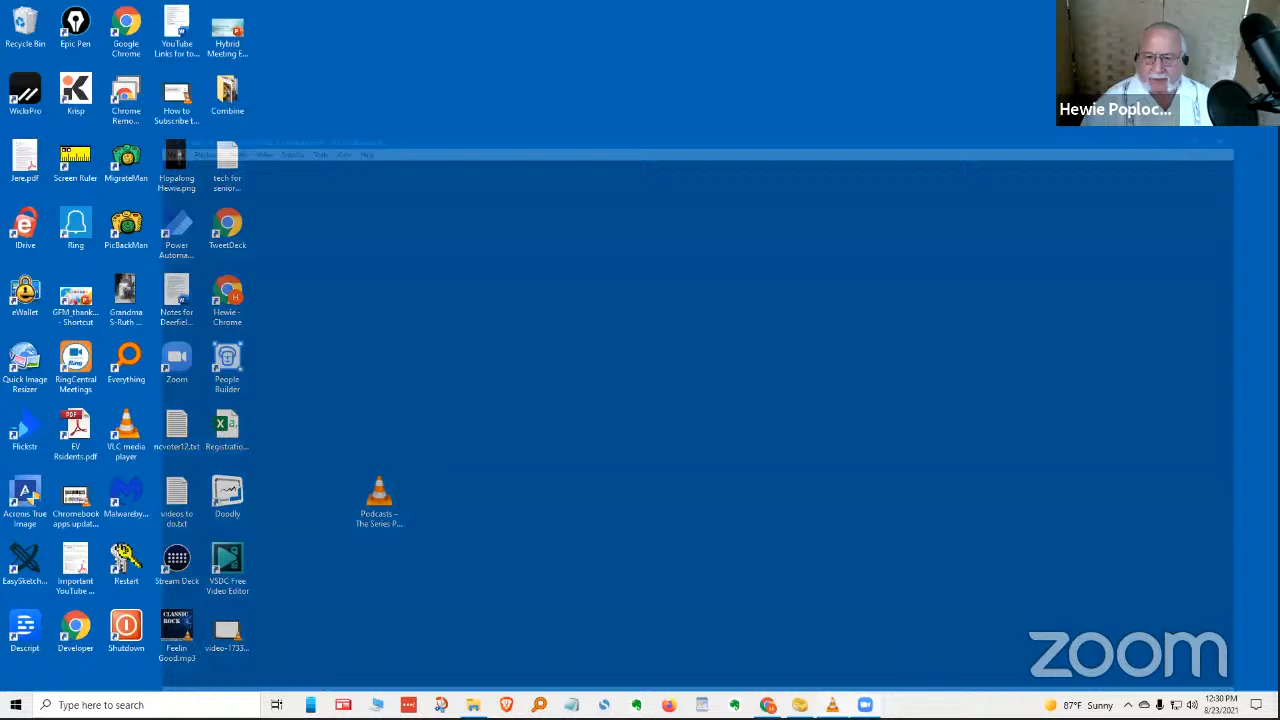 Recycle Bin
Epic Pen
Google
Chrome
YouTube
Links for to...
Hybrid
Meeting E...
Hewie Poploc...
WickrPro
Krisp
Chrome
Remo...
How to
Subscribe t...
Combine
Jere.pdf
Screen Ruler
MigrateMan
Hopalong
Hewie.png
tech for
senior...
Tools
View
Help
IDrive
Ring
PicBackMan
Power
Automa...
TweetDeck
eWallet
GFM_thank...
- Shortcut
Grandma
S-Ruth ...
Notes for
Deerfiel...
Hewie -
Chrome
Quick Image
Resizer
RingCentral
Meetings
Everything
Zoom
People
Builder
Flickstr
EV
Rsidents.pdf
VLC media
player
ncvoter12.txt
Registratio...
Acronis True
Image
Chromebook
apps updat...
Malwareby...
videos to
do.txt
Doodly
Podcasts –
The Series P...
EasySketch...
Important
YouTube ...
Restart
Stream Deck
VSDC Free
Video Editor
Descript
Developer
Shutdown
CLASSIC
ROCK
Feelin
Good.mp3
video-1733...
zoom
Type here to search
87°F Sunny
12:30 PM
8/23/2021